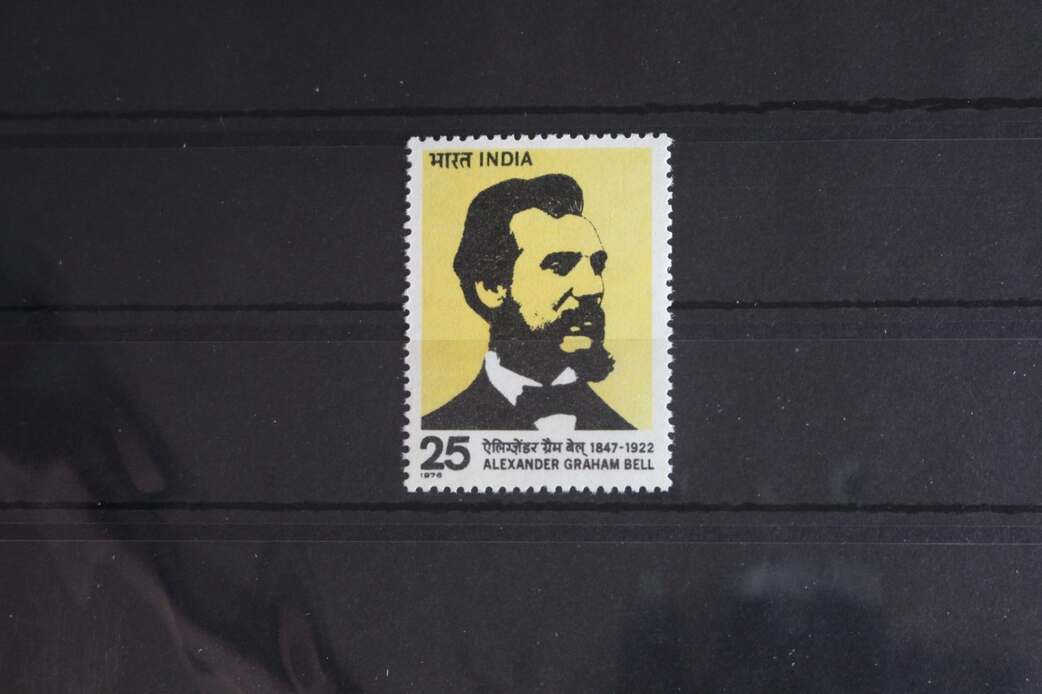 भारत INDIA
25 ऐलिग्ज़ेंडर ग्रैम बेल् 1847-1922
ALEXANDER GRAHAM BELL
1976